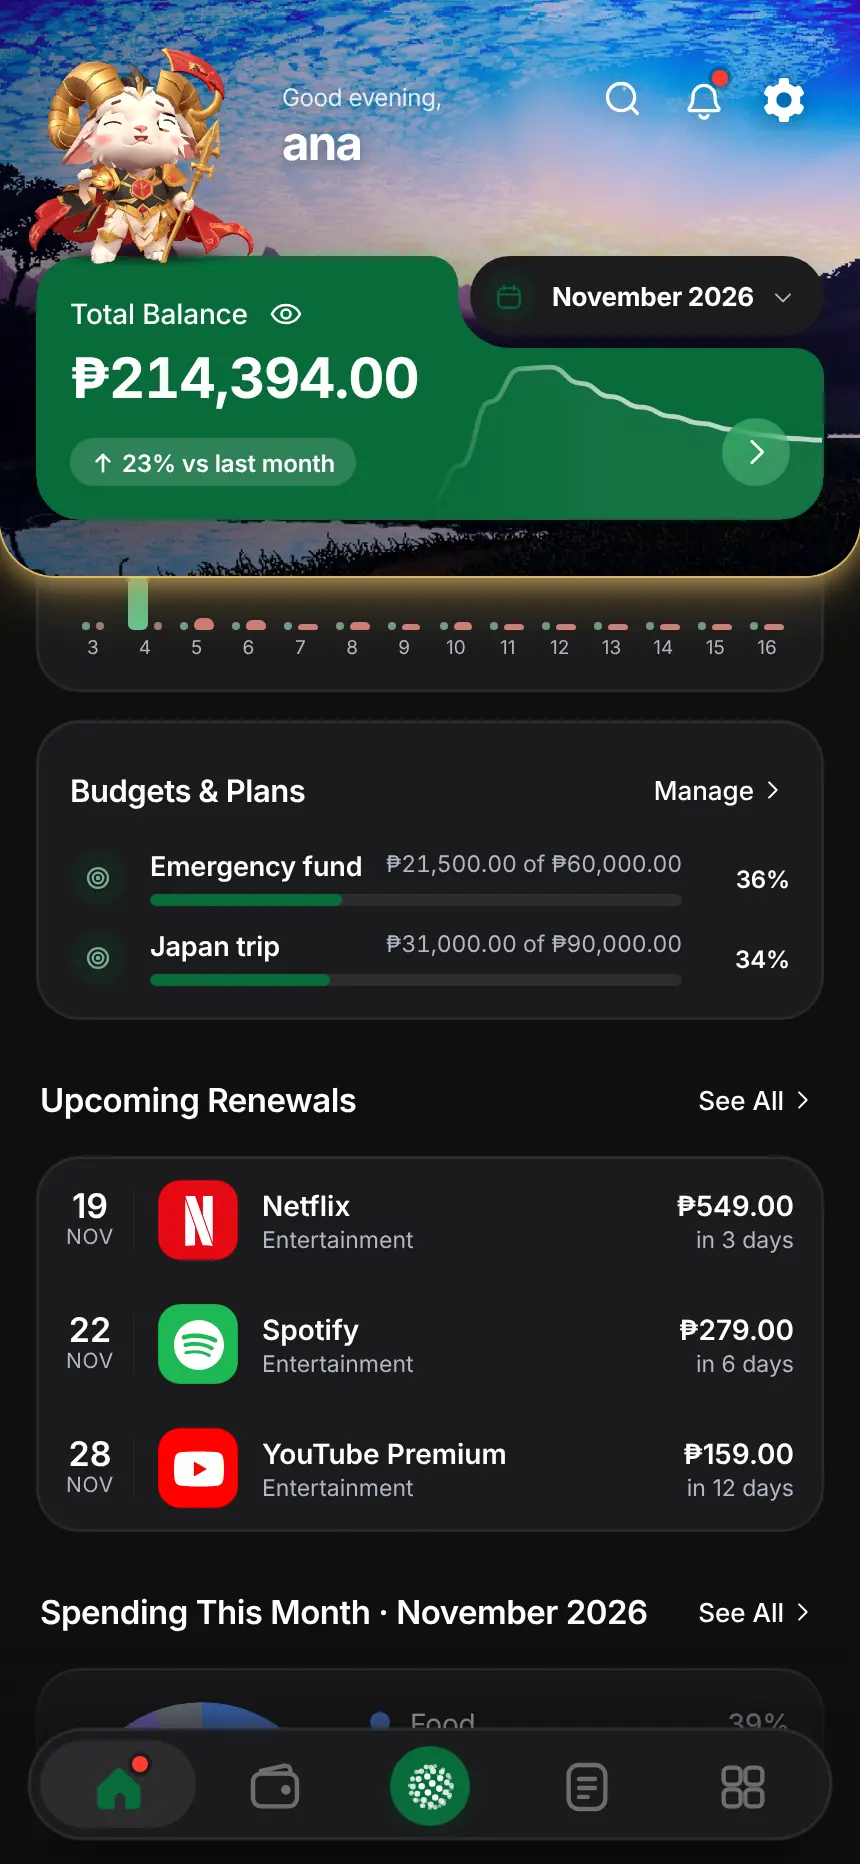 Good evening,
ana
November 2026
Total Balance
₱214,394.00
↑ 23% vs last month
3 4 5 6 7 8 9 10 11 12 13 14 15 16
Budgets & Plans
Manage
Emergency fund ₱21,500.00 of ₱60,000.00 36%
Japan trip ₱31,000.00 of ₱90,000.00 34%
Upcoming Renewals
See All
19 NOV
Netflix ₱549.00
Entertainment in 3 days
22 NOV
Spotify ₱279.00
Entertainment in 6 days
28 NOV
YouTube Premium ₱159.00
Entertainment in 12 days
Spending This Month · November 2026
See All
Food 39%